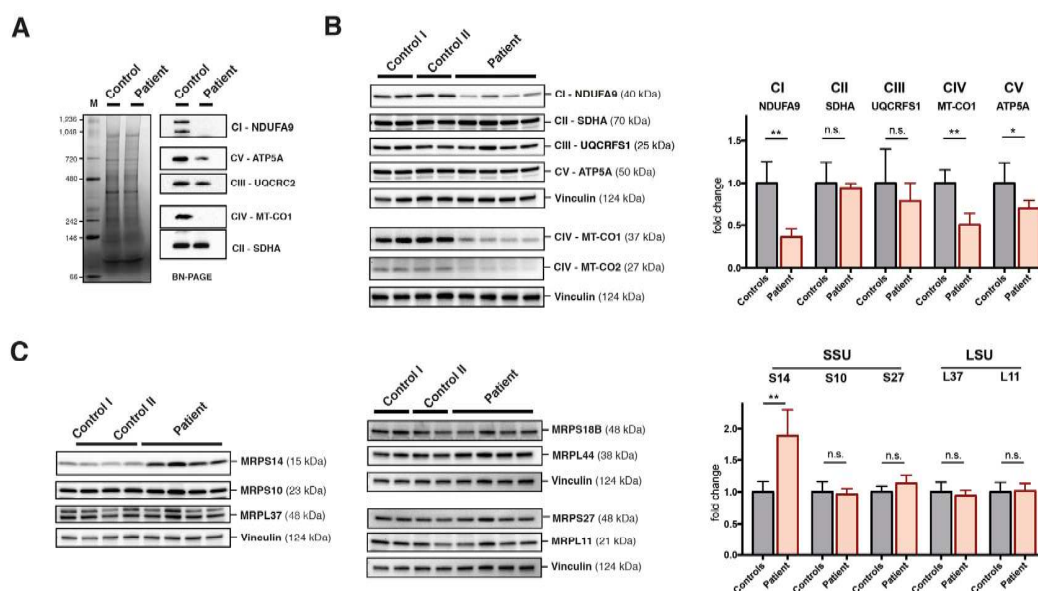 A
Control
Patient
Control
Patient
M
1,236
1,048
720
480
242
146
66
CI - NDUFA9
CV - ATP5A
CIII - UQCRC2
CIV - MT-CO1
CII - SDHA
BN-PAGE
B
Control I
Control II
Patient
CI - NDUFA9 (40 kDa)
CII - SDHA (70 kDa)
CIII - UQCRFS1 (25 kDa)
CV - ATP5A (50 kDa)
Vinculin (124 kDa)
CIV - MT-CO1 (37 kDa)
CIV - MT-CO2 (27 kDa)
Vinculin (124 kDa)
CI CII CIII CIV CV
NDUFA9 SDHA UQCRFS1 MT-CO1 ATP5A
** n.s. n.s. ** *
fold change
1.5
1.0
0.5
0.0
Controls Patient Controls Patient Controls Patient Controls Patient Controls Patient
C
Control I
Control II
Patient
MRPS14 (15 kDa)
MRPS10 (23 kDa)
MRPL37 (48 kDa)
Vinculin (124 kDa)
Control I
Control II
Patient
MRPS18B (48 kDa)
MRPL44 (38 kDa)
Vinculin (124 kDa)
MRPS27 (48 kDa)
MRPL11 (21 kDa)
Vinculin (124 kDa)
SSU LSU
S14 S10 S27 L37 L11
** n.s. n.s. n.s. n.s.
fold change
2.0
1.5
1.0
0.5
0.0
Controls Patient Controls Patient Controls Patient Controls Patient Controls Patient